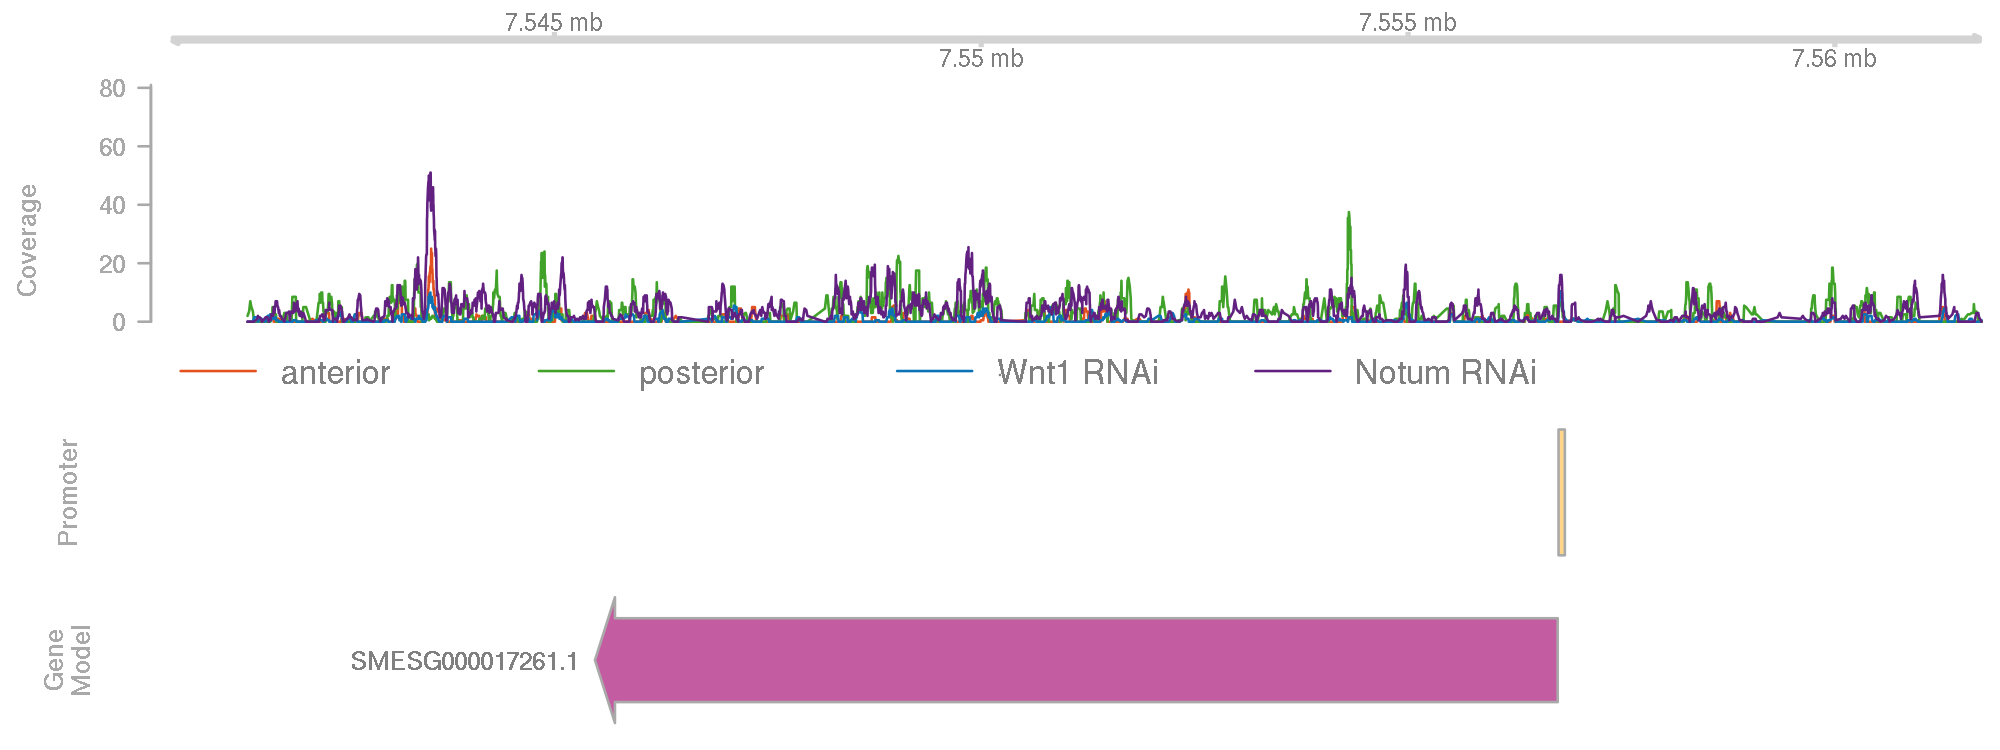 7.545 mb
7.555 mb
7.55 mb
7.56 mb
80
60
40
20
0
Coverage
anterior
posterior
Wnt1 RNAi
Notum RNAi
Promoter
Gene
Model
SMESG000017261.1